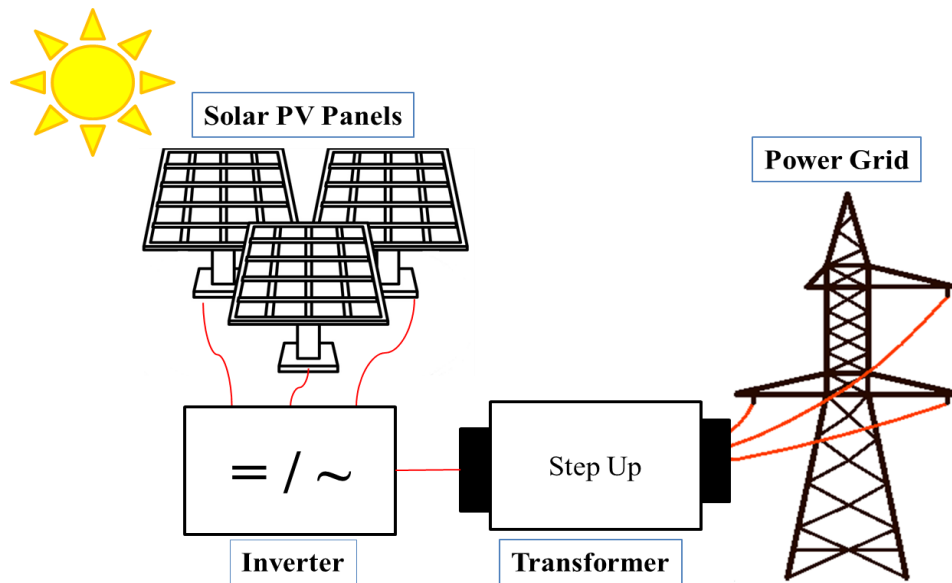 Solar PV Panels
Power Grid
= / ~
Step Up
Inverter
Transformer